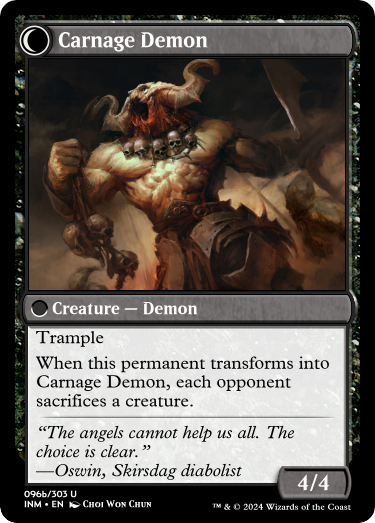 Carnage Demon
Creature — Demon
Trample
When this permanent transforms into
Carnage Demon, each opponent
sacrifices a creature.
“The angels cannot help us all. The
choice is clear.”
—Oswin, Skirsdag diabolist
4/4
096b/303 U
INM • EN Choi Won Chun
™ & © 2024 Wizards of the Coast